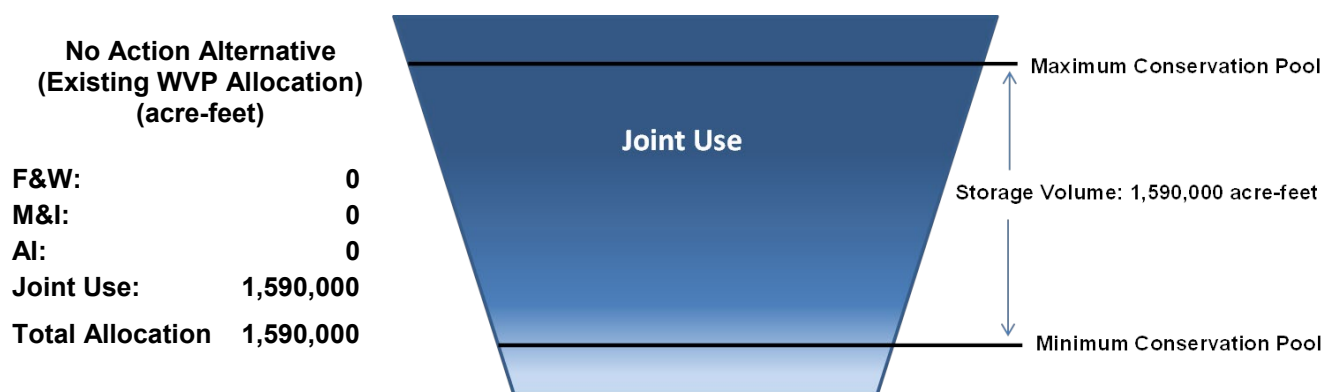 No Action Alternative
(Existing WVP Allocation)
(acre-feet)
F&W: 0
M&I: 0
AI: 0
Joint Use: 1,590,000
Total Allocation 1,590,000
Joint Use
Maximum Conservation Pool
Storage Volume: 1,590,000 acre-feet
Minimum Conservation Pool